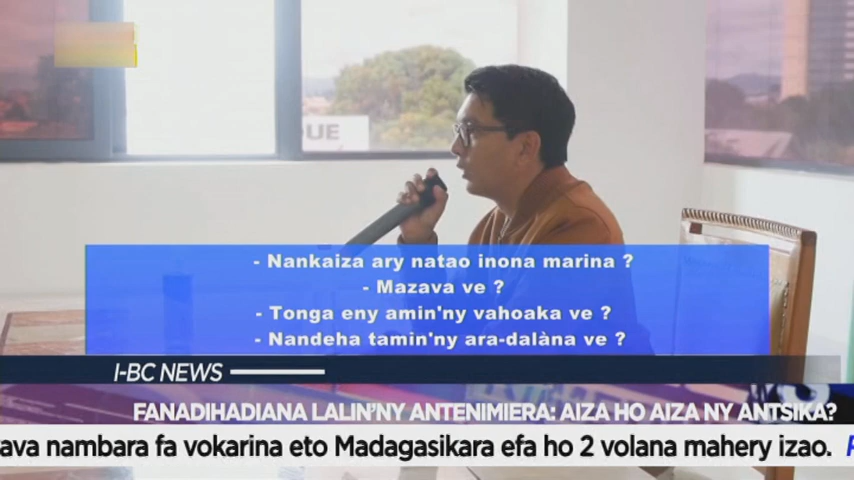 QUE
- Nankaiza ary natao inona marina ?
- Mazava ve ?
- Tonga eny amin'ny vahoaka ve ?
- Nandeha tamin'ny ara-dalàna ve ?
I-BC NEWS
FANADIHADIANA LALIN'NY ANTENIMIERA: AIZA HO AIZA NY ANTSIKA?
ava nambara fa vokarina eto Madagasikara efa ho 2 volana mahery izao.